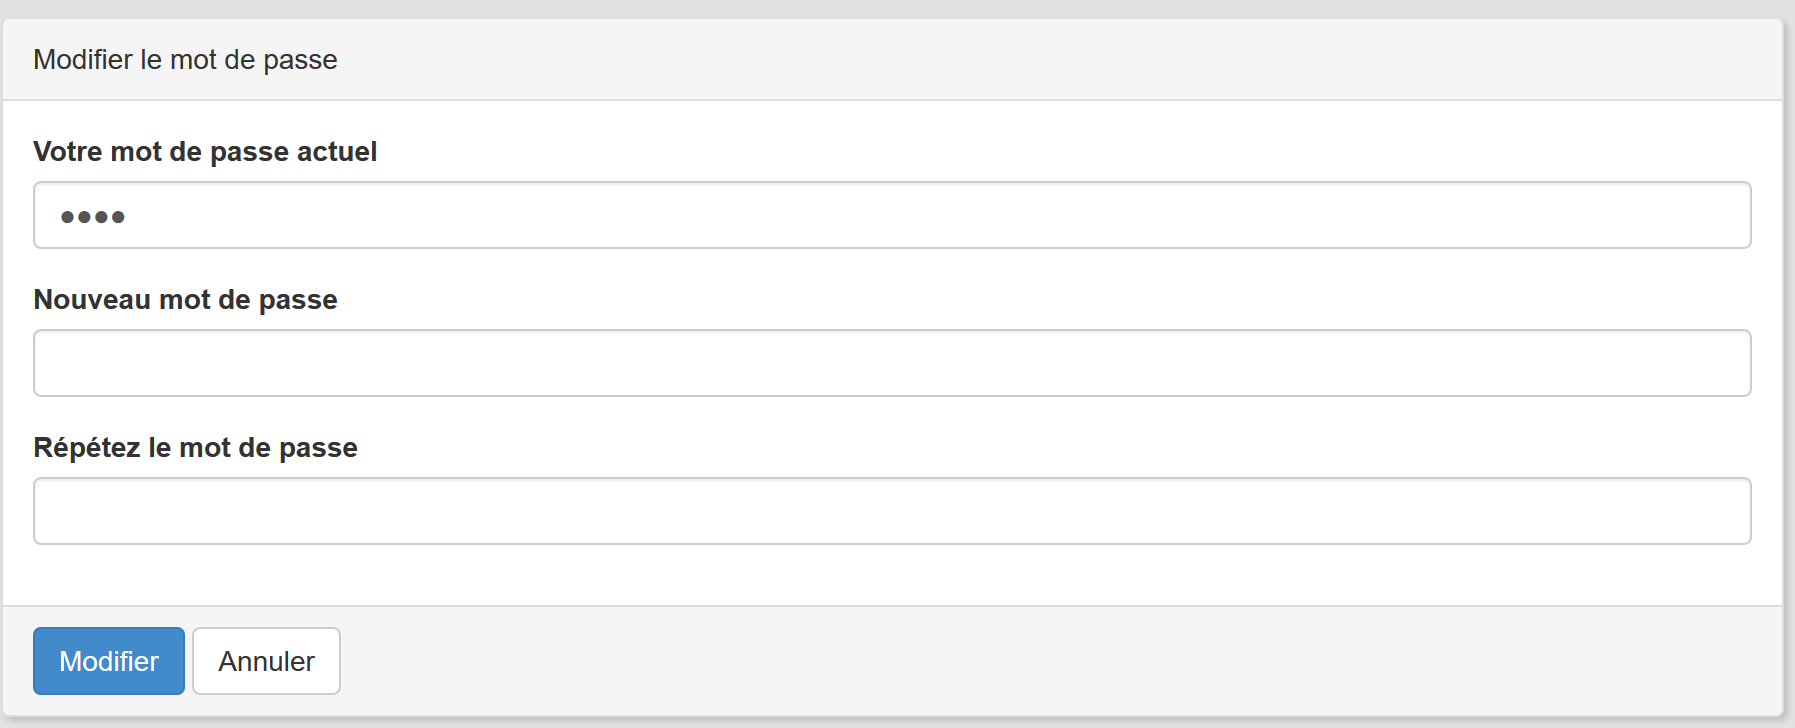 Modifier le mot de passe
Votre mot de passe actuel
●●●●
Nouveau mot de passe
Répétez le mot de passe
Modifier Annuler